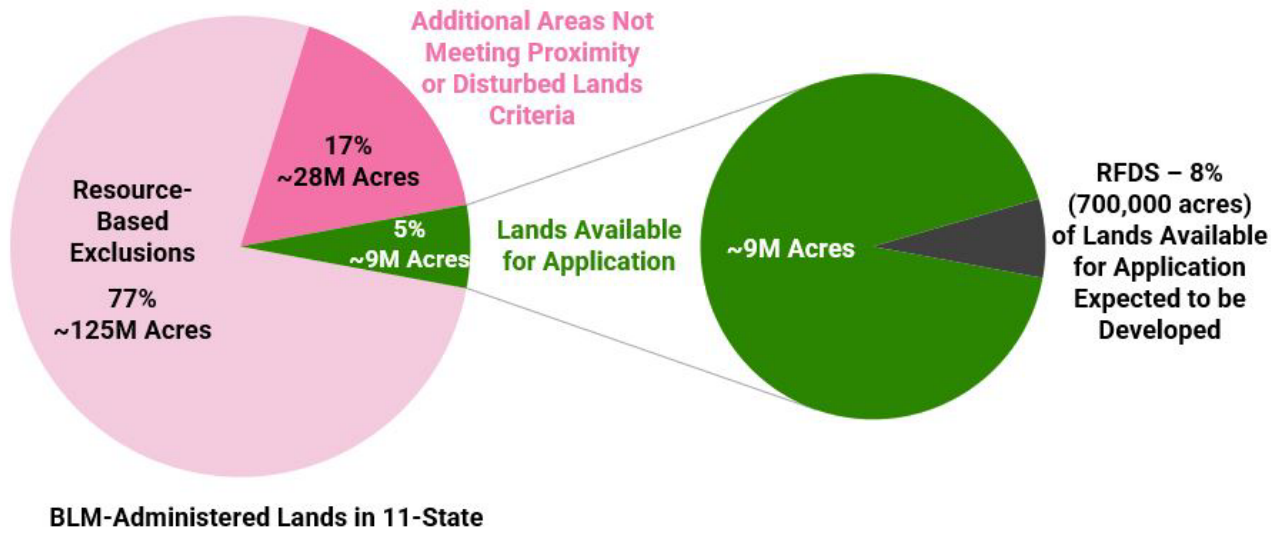 Additional Areas Not
Meeting Proximity
or Disturbed Lands
Criteria
17%
~28M Acres
Resource-
Based
Exclusions
77%
~125M Acres
5%
~9M Acres
Lands Available
for Application
~9M Acres
RFDS – 8%
(700,000 acres)
of Lands Available
for Application
Expected to be
Developed
BLM-Administered Lands in 11-State